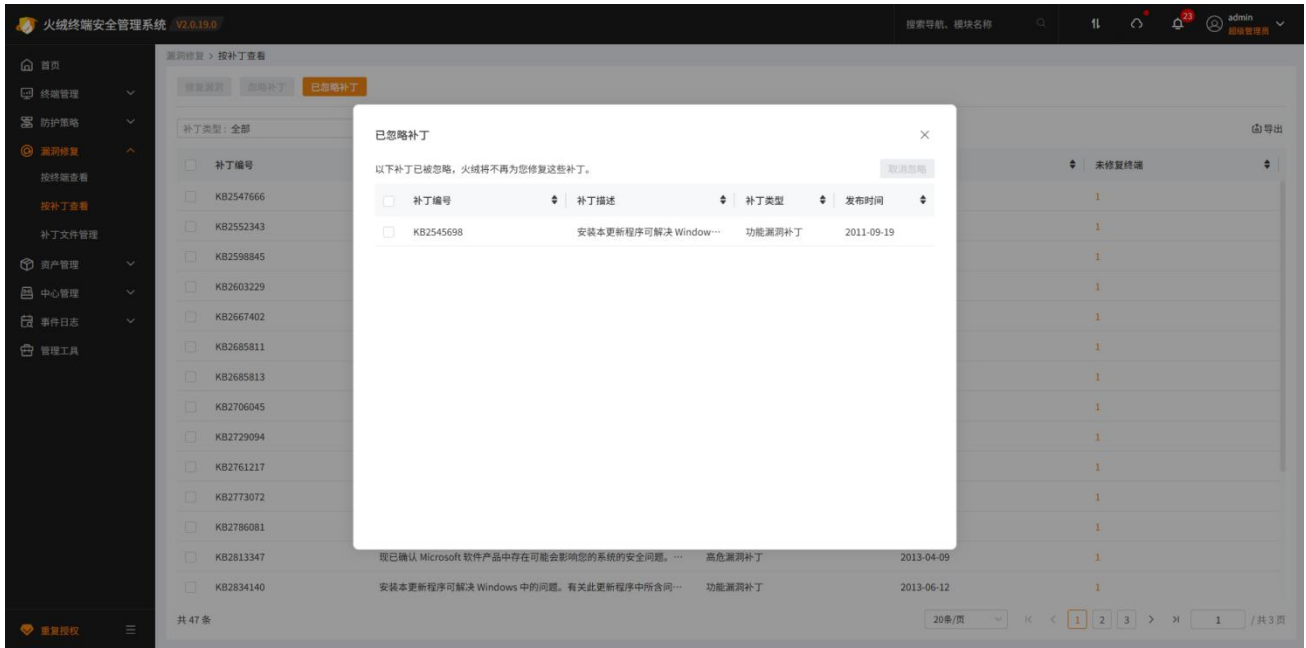 火绒终端安全管理系统 V2.0.19.0
搜索导航、模块名称
23
admin
超级管理员
首页
终端管理
防护策略
漏洞修复
按终端查看
按补丁查看
补丁文件管理
资产管理
中心管理
事件日志
管理工具
重复授权
漏洞修复 > 按补丁查看
修复漏洞 忽略补丁 已忽略补丁
补丁类型: 全部
导出
补丁编号 未修复终端
KB2547666 1
KB2552343 1
KB2598845 1
KB2603229 1
KB2667402 1
KB2685811 1
KB2685813 1
KB2706045 1
KB2729094 1
KB2761217 1
KB2773072 1
KB2786081 1
KB2813347 现已确认 Microsoft 软件产品中存在可能会影响您的系统的安全问题。… 高危漏洞补丁 2013-04-09 1
KB2834140 安装本更新程序可解决 Windows 中的问题。有关此更新程序中所含问… 功能漏洞补丁 2013-06-12 1
共 47 条
20条/页 1 2 3 1 / 共 3 页
已忽略补丁
以下补丁已被忽略，火绒将不再为您修复这些补丁。
取消忽略
补丁编号 补丁描述 补丁类型 发布时间
KB2545698 安装本更新程序可解决 Window… 功能漏洞补丁 2011-09-19